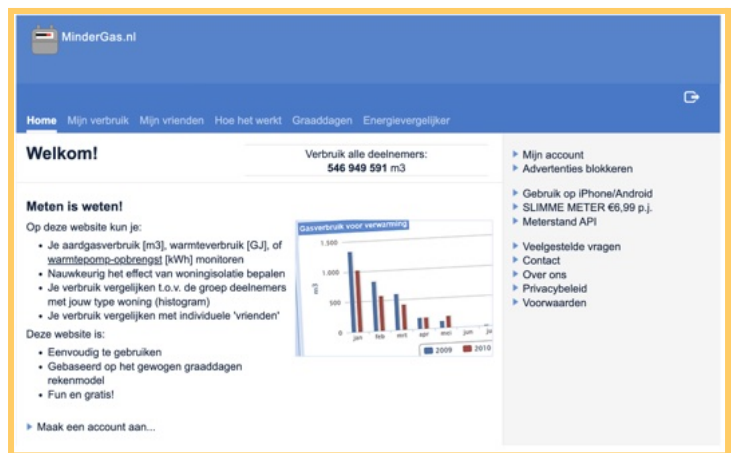 MinderGas.nl
Home Mijn verbruik Mijn vrienden Hoe het werkt Graaddagen Energievergelijker
Welkom!
Verbruik alle deelnemers:
546 949 591 m3
Meten is weten!
Op deze website kun je:
• Je aardgasverbruik [m3], warmteverbruik [GJ], of
warmtepomp-opbrengst [kWh] monitoren
• Nauwkeurig het effect van woningisolatie bepalen
• Je verbruik vergelijken t.o.v. de groep deelnemers
met jouw type woning (histogram)
• Je verbruik vergelijken met individuele 'vrienden'
Deze website is:
• Eenvoudig te gebruiken
• Gebaseerd op het gewogen graaddagen
rekenmodel
• Fun en gratis!
Maak een account aan...
Gasverbruik voor verwarming
1.500
1.000
500
0
m3
jan feb mrt apr mei jun
2009 2010
Mijn account
Advertenties blokkeren
Gebruik op iPhone/Android
SLIMME METER €6,99 p.j.
Meterstand API
Veelgestelde vragen
Contact
Over ons
Privacybeleid
Voorwaarden